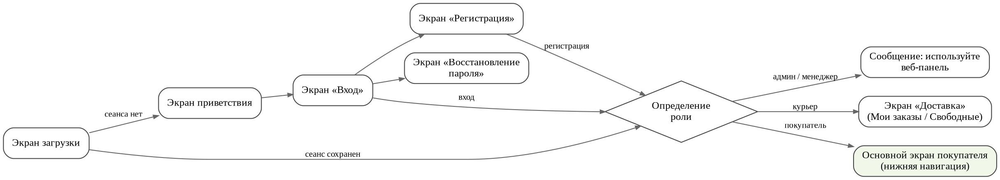 Экран «Регистрация»
регистрация
Экран «Восстановление
пароля»
Сообщение: используйте
веб-панель
админ / менеджер
Экран «Вход»
вход
Экран приветствия
сеанса нет
Определение
роли
курьер
Экран «Доставка»
(Мои заказы / Свободные)
покупатель
Экран загрузки
сеанс сохранен
Основной экран покупателя
(нижняя навигация)